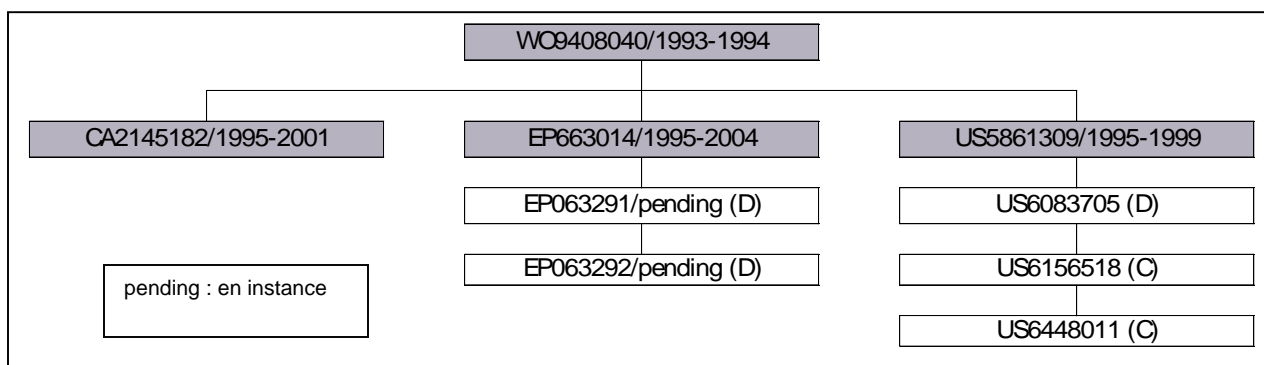 WO9408040/1993-1994
CA2145182/1995-2001
EP663014/1995-2004
US5861309/1995-1999
EP063291/pending (D)
US6083705 (D)
EP063292/pending (D)
US6156518 (C)
pending : en instance
US6448011 (C)